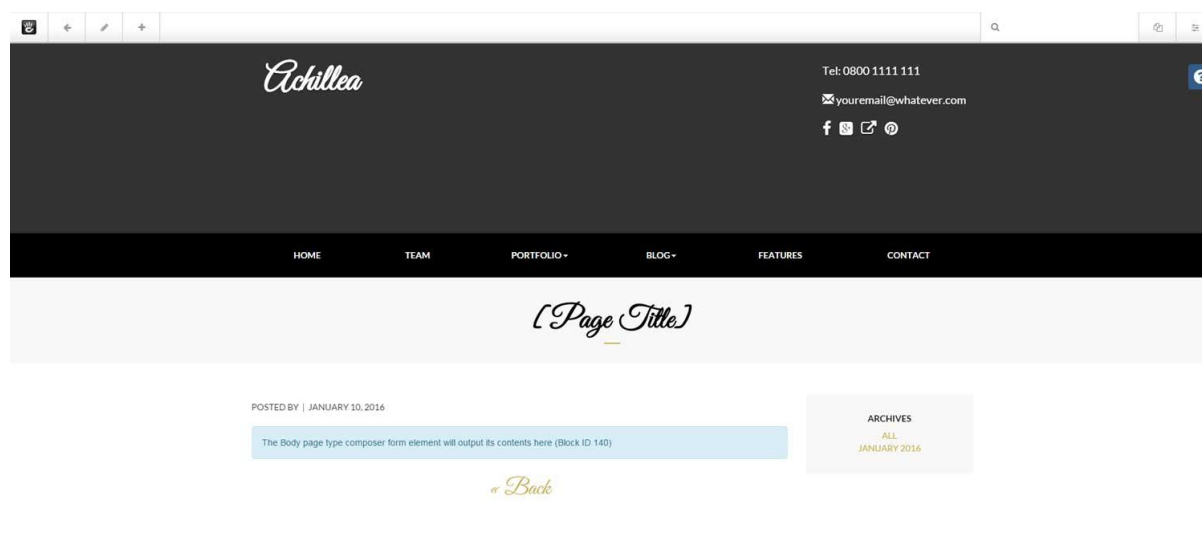 Achillea
Tel: 0800 1111 111
youremail@whatever.com
HOME TEAM PORTFOLIO BLOG FEATURES CONTACT
[Page Title]
POSTED BY | JANUARY 10, 2016
The Body page type composer form element will output its contents here (Block ID 140)
« Back
ARCHIVES
ALL
JANUARY 2016